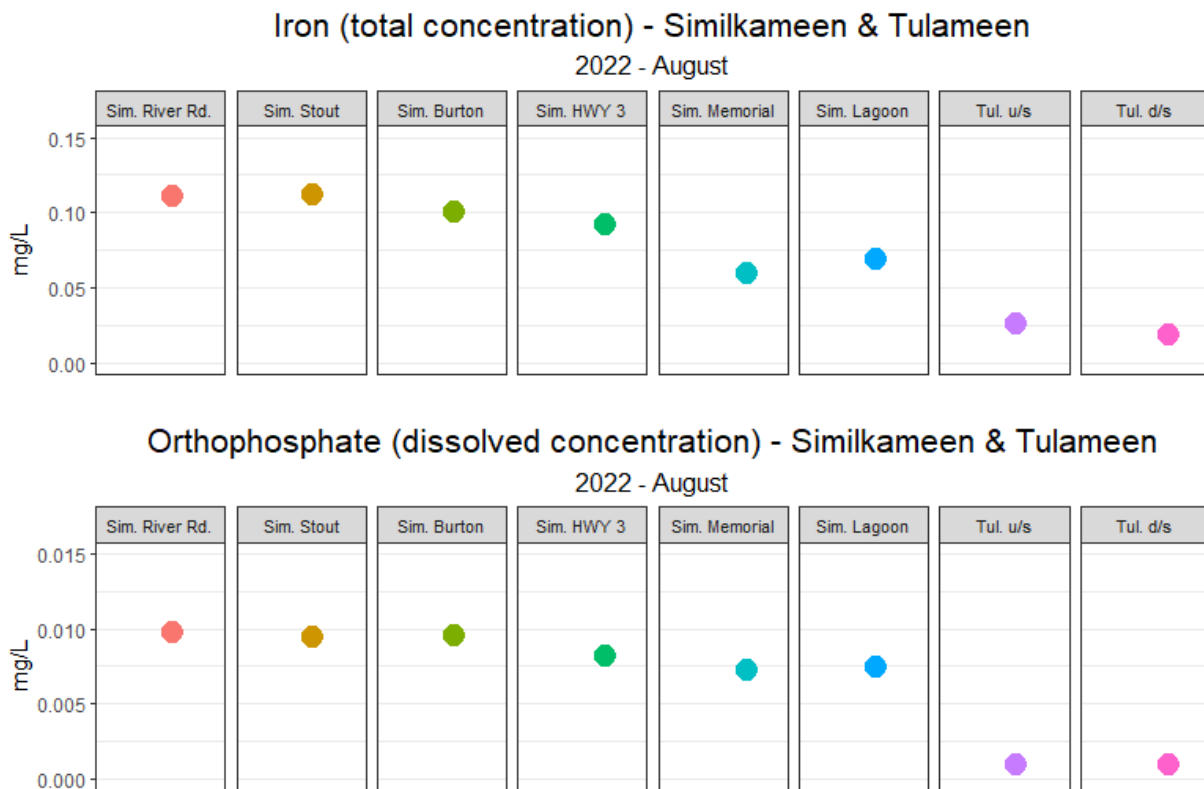 Iron (total concentration) - Similkameen & Tulameen
2022 - August
Sim. River Rd. Sim. Stout Sim. Burton Sim. HWY 3 Sim. Memorial Sim. Lagoon Tul. u/s Tul. d/s
0.15
0.10
0.05
0.00
mg/L
Orthophosphate (dissolved concentration) - Similkameen & Tulameen
2022 - August
Sim. River Rd. Sim. Stout Sim. Burton Sim. HWY 3 Sim. Memorial Sim. Lagoon Tul. u/s Tul. d/s
0.015
0.010
0.005
0.000
mg/L